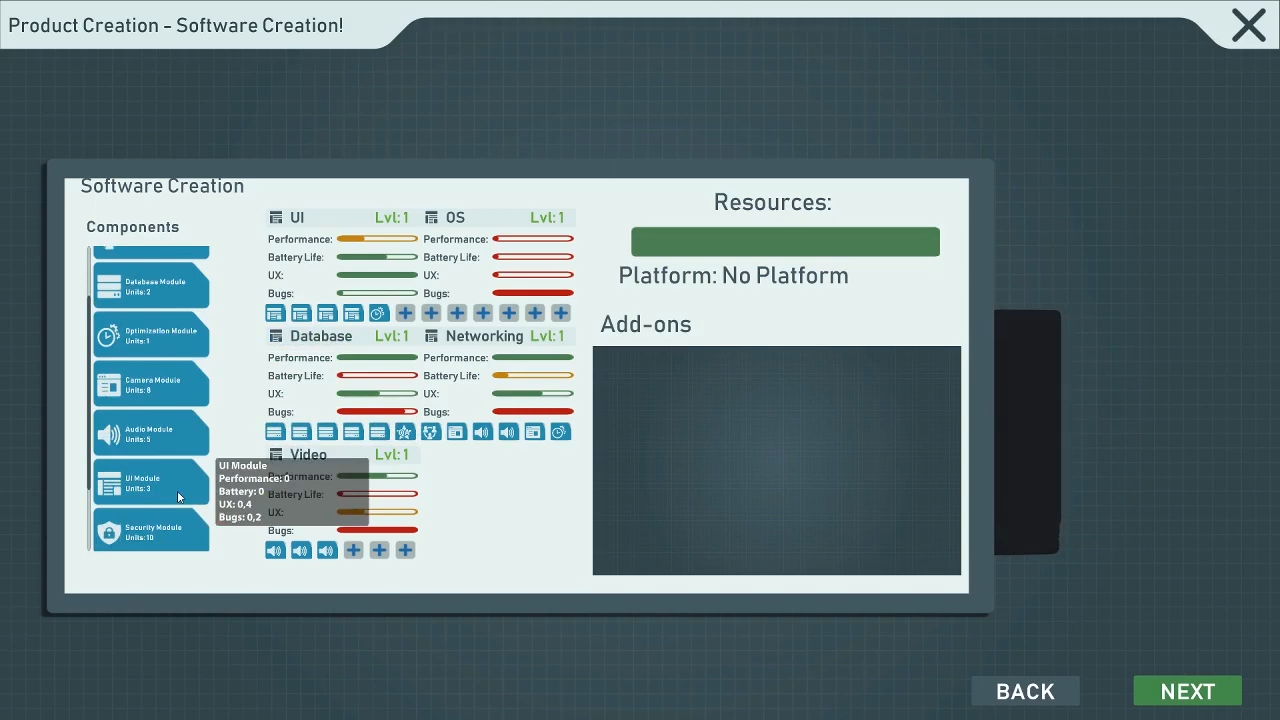 Product Creation - Software Creation!
Software Creation
Components
Database Module
Units: 2
Optimization Module
Units: 1
Camera Module
Units: 8
Audio Module
Units: 5
UI Module
Units: 3
Security Module
Units: 10
UI Module
Performance: 0
Battery: 0
UX: 0,4
Bugs: 0,2
UI Lvl: 1
Performance:
Battery Life:
UX:
Bugs:
OS Lvl: 1
Performance:
Battery Life:
UX:
Bugs:
Database Lvl: 1
Performance:
Battery Life:
UX:
Bugs:
Networking Lvl: 1
Performance:
Battery Life:
UX:
Bugs:
Video Lvl: 1
Performance:
Battery Life:
UX:
Bugs:
Resources:
Platform: No Platform
Add-ons
BACK
NEXT